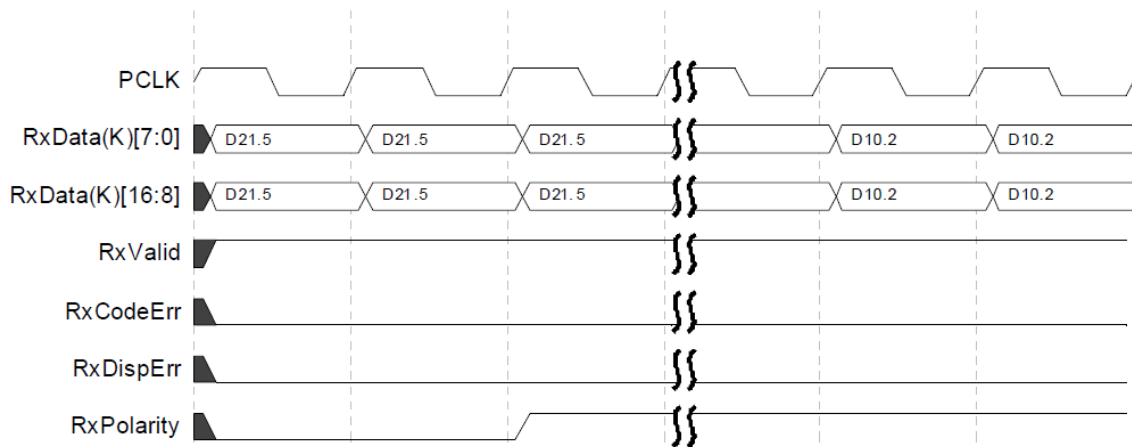 PCLK
RxData(K)[7:0] D21.5 D21.5 D21.5 D10.2 D10.2
RxData(K)[16:8] D21.5 D21.5 D21.5 D10.2 D10.2
RxValid
RxCodeErr
RxDispErr
RxPolarity